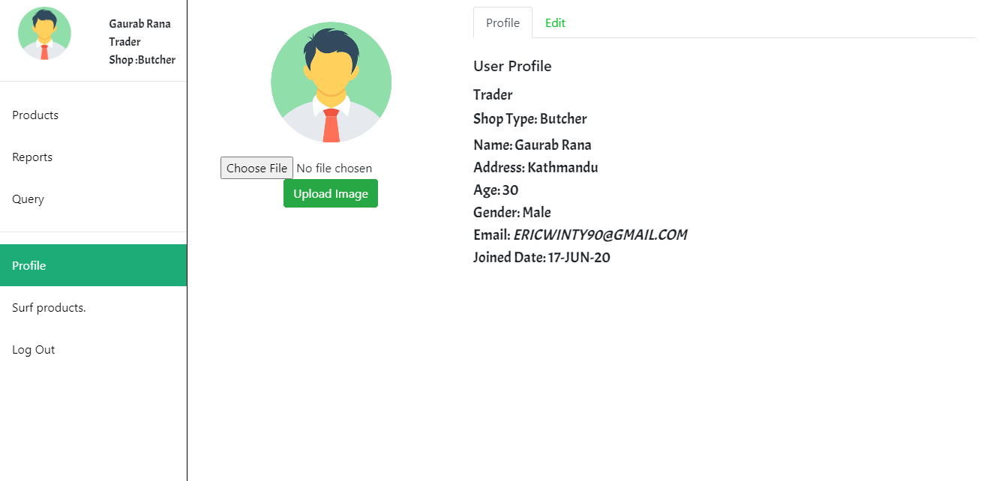 Gaurab Rana
Trader
Shop :Butcher
Products
Reports
Query
Profile
Surf products.
Log Out
Choose File No file chosen
Upload Image
Profile Edit
User Profile
Trader
Shop Type: Butcher
Name: Gaurab Rana
Address: Kathmandu
Age: 30
Gender: Male
Email: ERICWINTY90@GMAIL.COM
Joined Date: 17-JUN-20